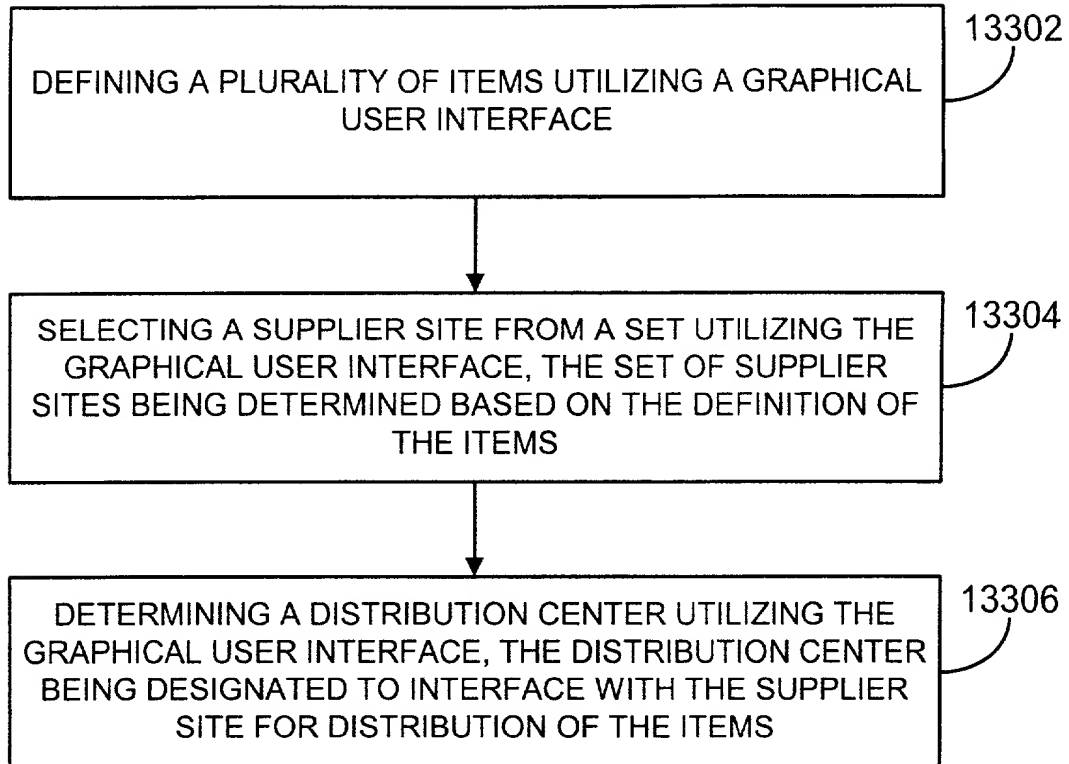 13302
DEFINING A PLURALITY OF ITEMS UTILIZING A GRAPHICAL
USER INTERFACE
13304
SELECTING A SUPPLIER SITE FROM A SET UTILIZING THE
GRAPHICAL USER INTERFACE, THE SET OF SUPPLIER
SITES BEING DETERMINED BASED ON THE DEFINITION OF
THE ITEMS
13306
DETERMINING A DISTRIBUTION CENTER UTILIZING THE
GRAPHICAL USER INTERFACE, THE DISTRIBUTION CENTER
BEING DESIGNATED TO INTERFACE WITH THE SUPPLIER
SITE FOR DISTRIBUTION OF THE ITEMS